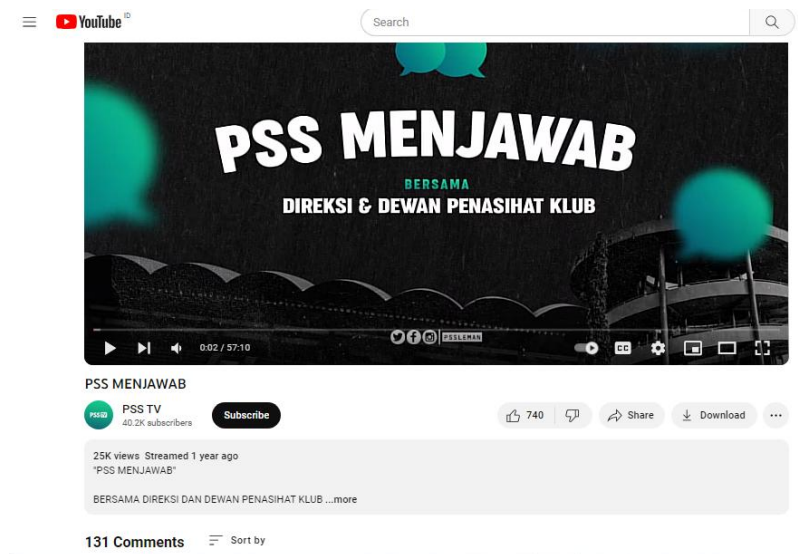 YouTube ID
Search
PSS MENJAWAB
BERSAMA
DIREKSI & DEWAN PENASIHAT KLUB
PSSLEMAN
0:02 / 57:10
CC
PSS MENJAWAB
PSS TV
40.2K subscribers
Subscribe
740
Share
Download
25K views Streamed 1 year ago
"PSS MENJAWAB"
BERSAMA DIREKSI DAN DEWAN PENASIHAT KLUB ...more
131 Comments
Sort by